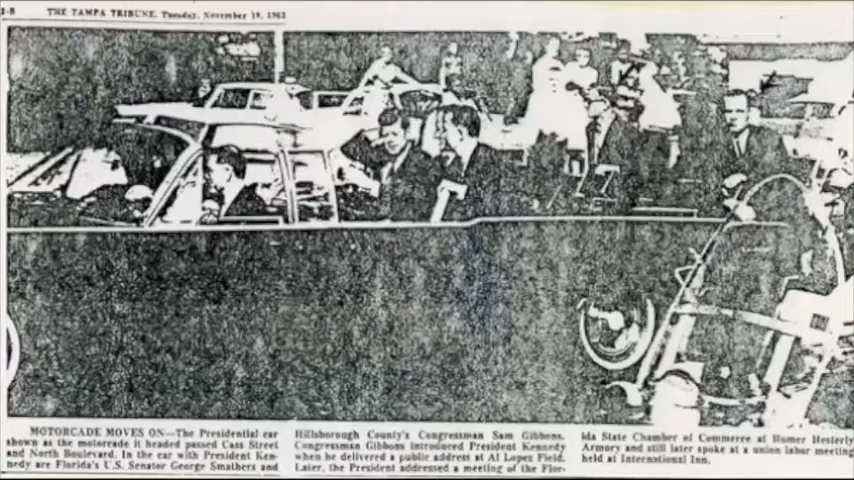 1-8 THE TAMPA TRIBUNE, Tuesday, November 19, 1963
MOTORCADE MOVES ON—The Presidential car
shown as the motorcade it headed passed Cass Street
and North Boulevard. In the car with President Ken-
nedy are Florida's U.S. Senator George Smathers and
Hillsborough County's Congressman Sam Gibbons.
Congressman Gibbons introduced President Kennedy
when he delivered a public address at Al Lopez Field.
Later, the President addressed a meeting of the Flor-
ida State Chamber of Commerce at Homer Hesterly
Armory and still later spoke at a union labor meeting
held at International Inn.